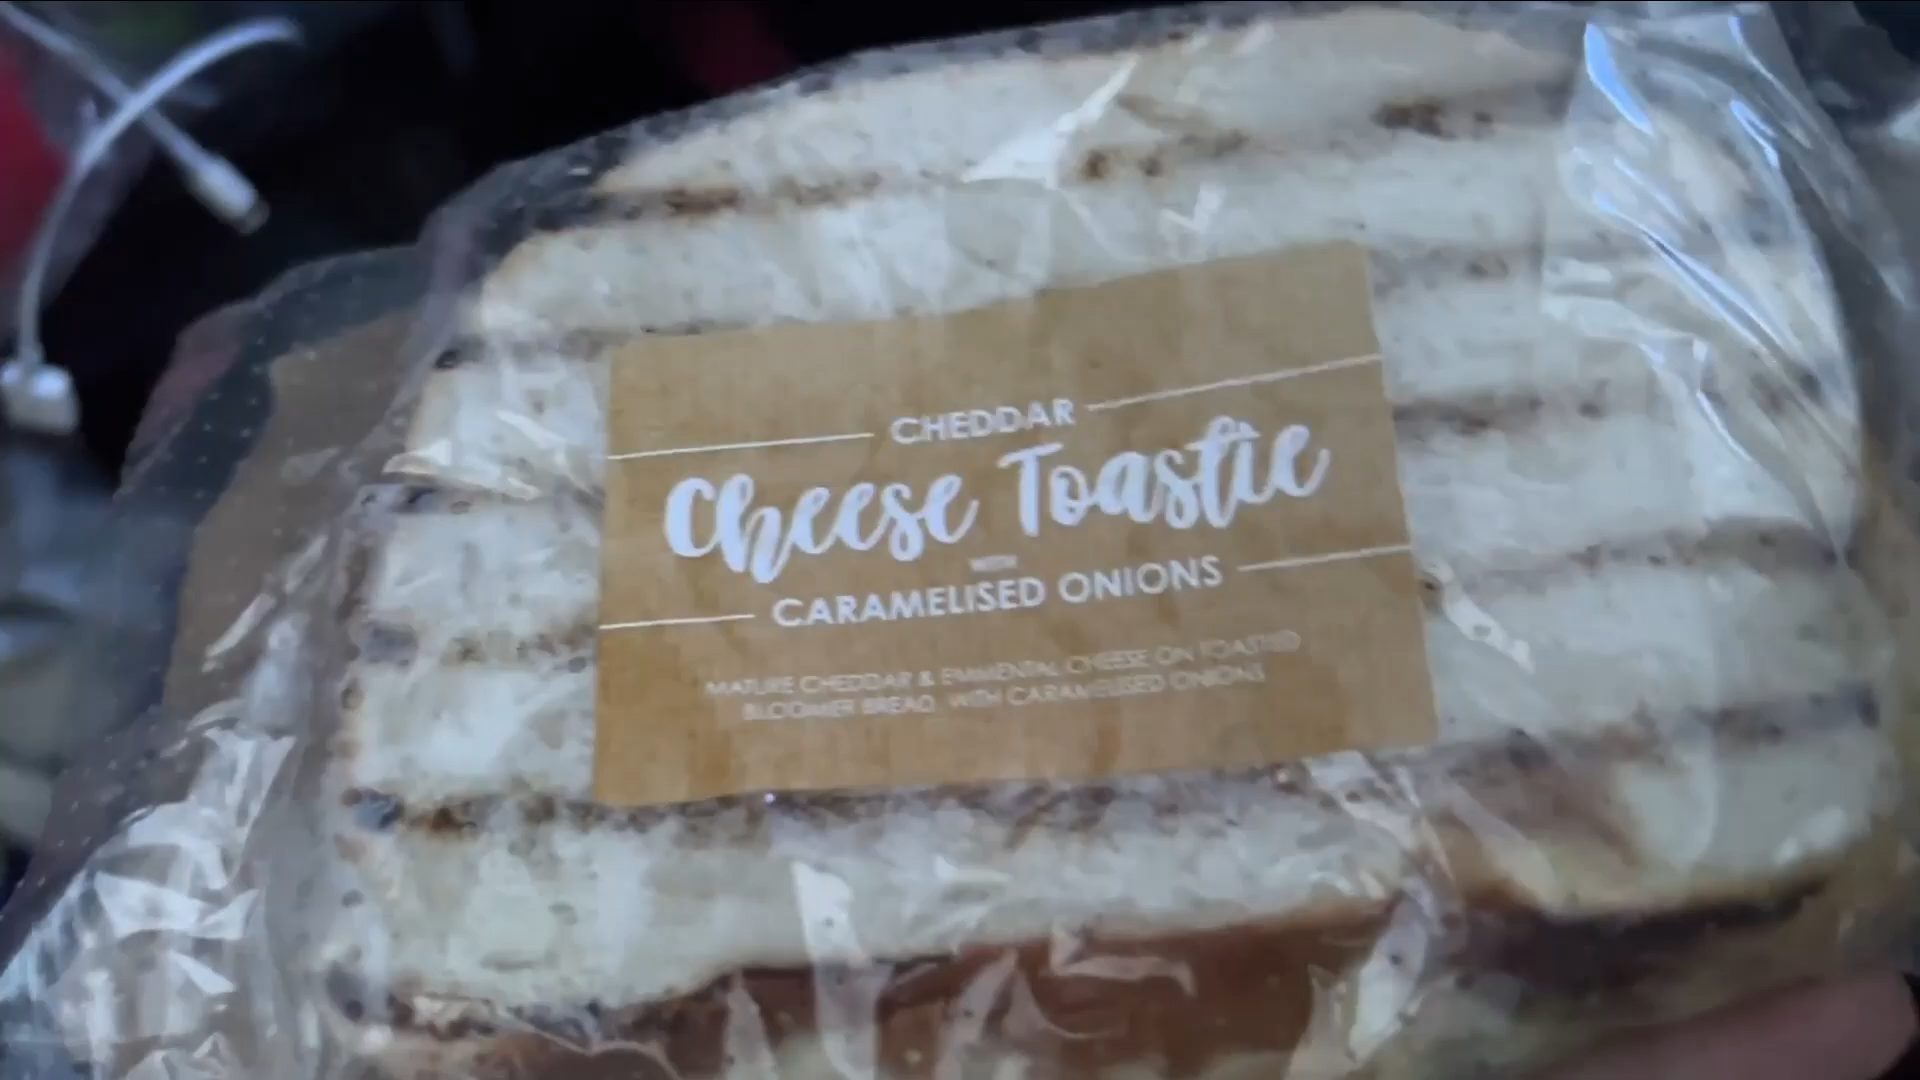 CHEDDAR
Cheese Toastie
WITH
CARAMELISED ONIONS
MATURE CHEDDAR & EMMENTAL CHEESE ON TOASTED
BLOOMER BREAD, WITH CARAMELISED ONIONS